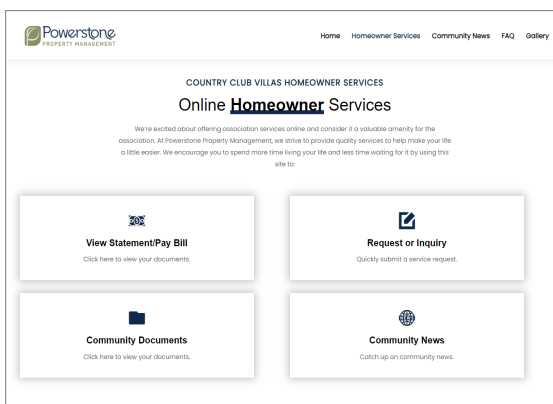 Powerstone
PROPERTY MANAGEMENT
Home Homeowner Services Community News FAQ Gallery
COUNTRY CLUB VILLAS HOMEOWNER SERVICES
Online Homeowner Services
We're excited about offering association services online and consider it a valuable amenity for the
association. At Powerstone Property Management, we strive to provide quality services to help make your life
a little easier. We encourage you to spend more time living your life and less time waiting for it by using this
site to:
View Statement/Pay Bill
Click here to view your documents.
Request or Inquiry
Quickly submit a service request.
Community Documents
Click here to view your documents.
Community News
Catch up on community news.